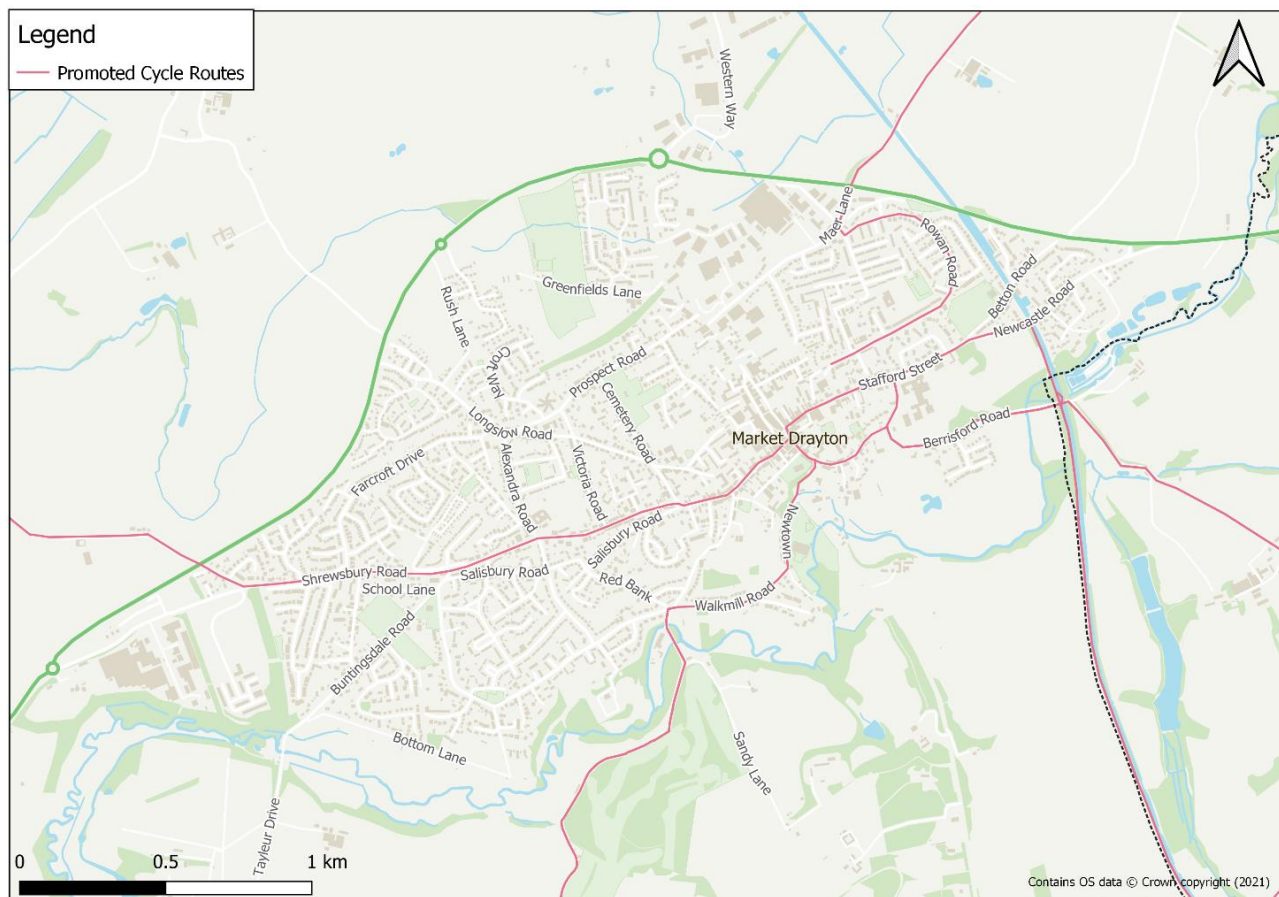 Legend
Promoted Cycle Routes
Western Way
Maer Lane
Rowan Road
Greenfields Lane
Rush Lane
Betton Road
Newcastle Road
Croft Way
Prospect Road
Stafford Street
Cemetery Road
Longslow Road
Market Drayton
Berrisford Road
Farcroft Drive
Alexandra Road
Victoria Road
Newtown
Salisbury Road
Shrewsbury Road
Salisbury Road
School Lane
Red Bank
Walkmill Road
Buntingsdale Road
Bottom Lane
Sandy Lane
Tayleur Drive
0 0.5 1 km
Contains OS data © Crown copyright (2021)